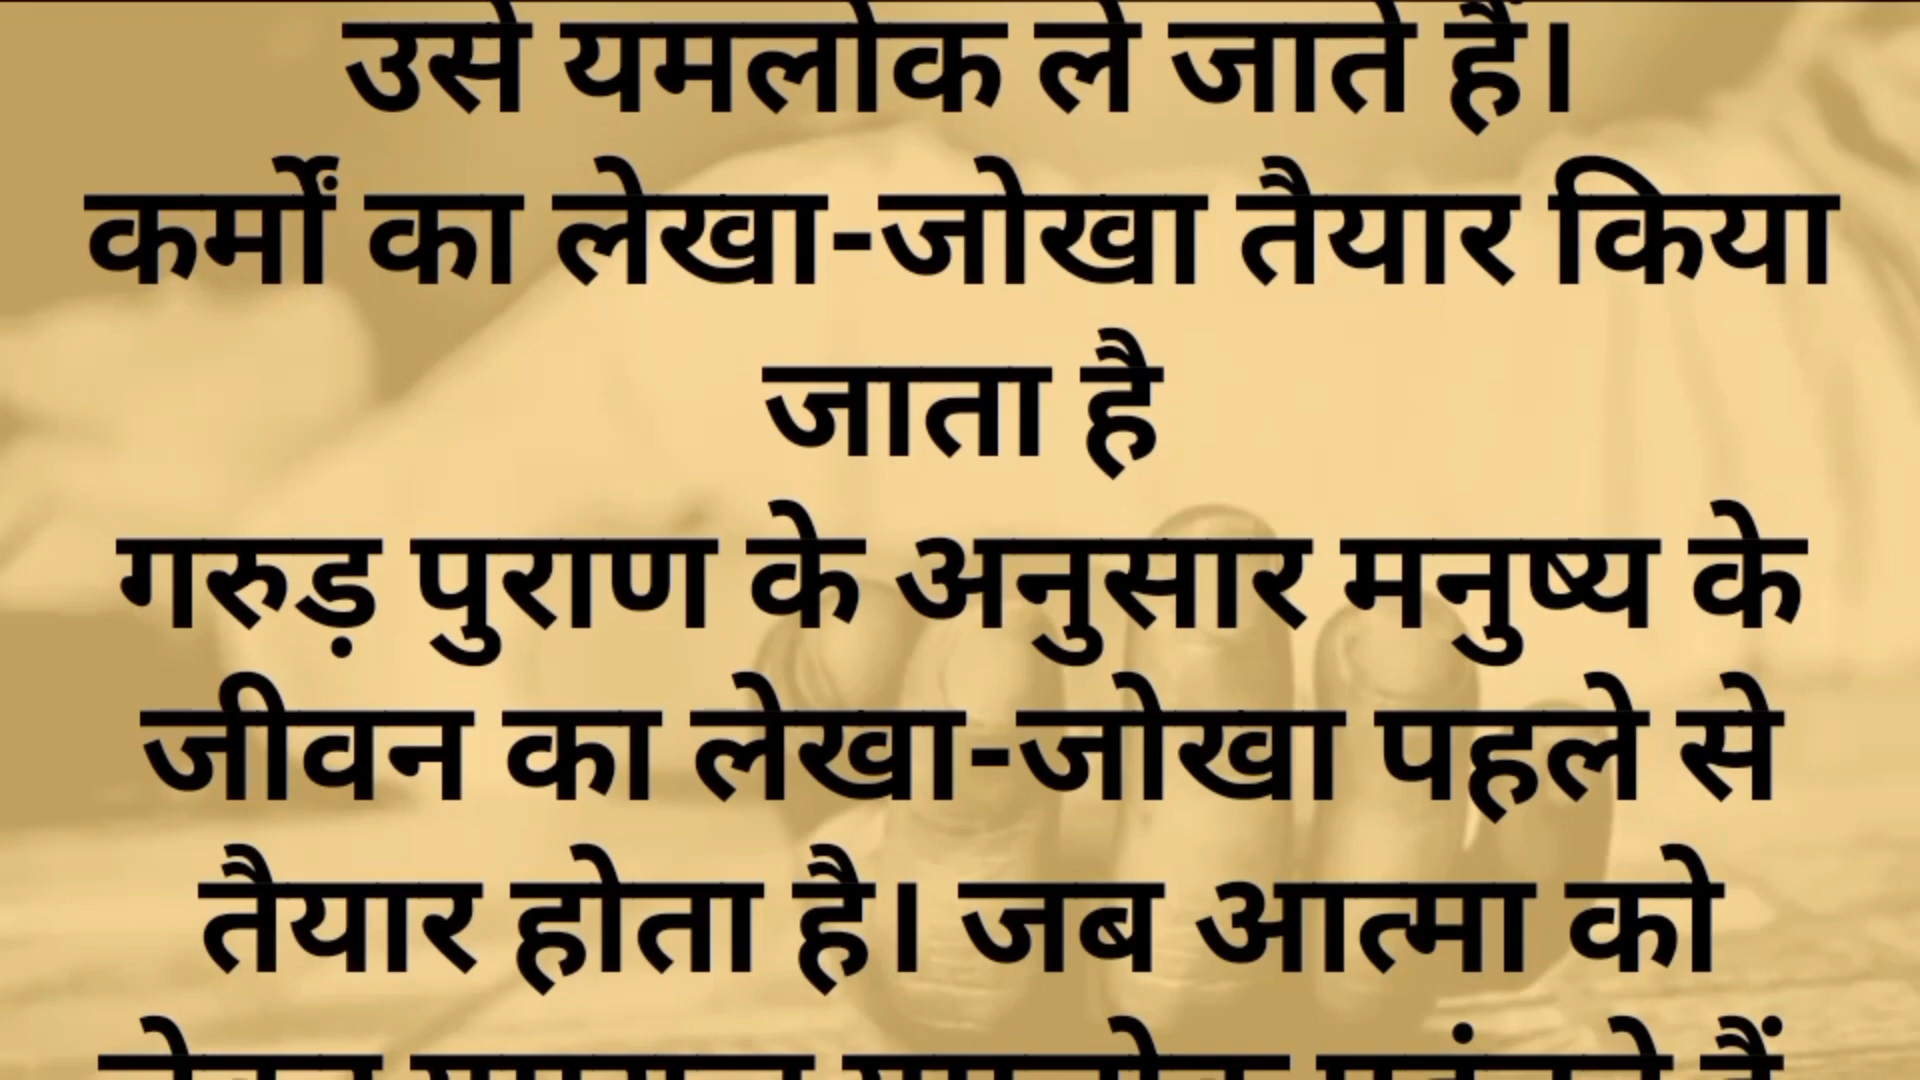 उसे यमलोक ले जाते हैं।
कर्मों का लेखा-जोखा तैयार किया
जाता है
गरुड़ पुराण के अनुसार मनुष्य के
जीवन का लेखा-जोखा पहले से
तैयार होता है। जब आत्मा को